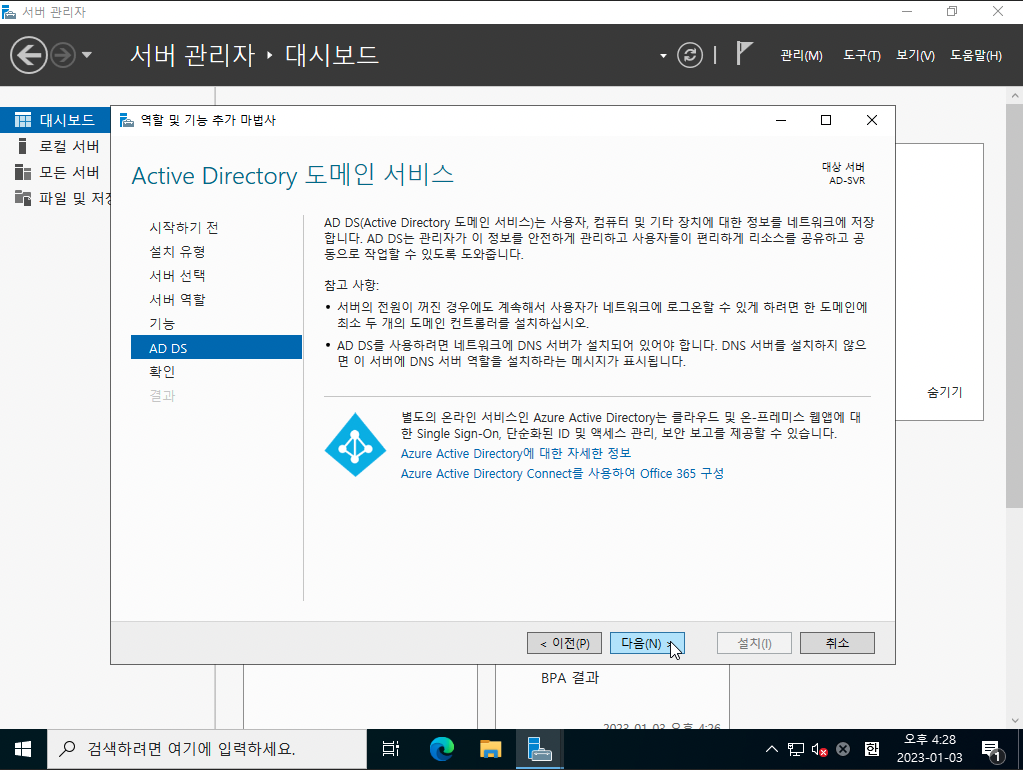 서버 관리자
서버 관리자 ‣ 대시보드
관리(M) 도구(T) 보기(V) 도움말(H)
대시보드
로컬 서버
모든 서버
파일 및 저장
역할 및 기능 추가 마법사
Active Directory 도메인 서비스
대상 서버
AD-SVR
시작하기 전
설치 유형
서버 선택
서버 역할
기능
AD DS
확인
결과
AD DS(Active Directory 도메인 서비스)는 사용자, 컴퓨터 및 기타 장치에 대한 정보를 네트워크에 저장
합니다. AD DS는 관리자가 이 정보를 안전하게 관리하고 사용자들이 편리하게 리소스를 공유하고 공
동으로 작업할 수 있도록 도와줍니다.
참고 사항:
• 서버의 전원이 꺼진 경우에도 계속해서 사용자가 네트워크에 로그온할 수 있게 하려면 한 도메인에
최소 두 개의 도메인 컨트롤러를 설치하십시오.
• AD DS를 사용하려면 네트워크에 DNS 서버가 설치되어 있어야 합니다. DNS 서버를 설치하지 않으
면 이 서버에 DNS 서버 역할을 설치하라는 메시지가 표시됩니다.
별도의 온라인 서비스인 Azure Active Directory는 클라우드 및 온-프레미스 웹앱에 대
한 Single Sign-On, 단순화된 ID 및 액세스 관리, 보안 보고를 제공할 수 있습니다.
Azure Active Directory에 대한 자세한 정보
Azure Active Directory Connect를 사용하여 Office 365 구성
숨기기
< 이전(P) 다음(N) > 설치(I) 취소
BPA 결과
2023-01-03 오후 4:26
검색하려면 여기에 입력하세요.
한
오후 4:28
2023-01-03
1